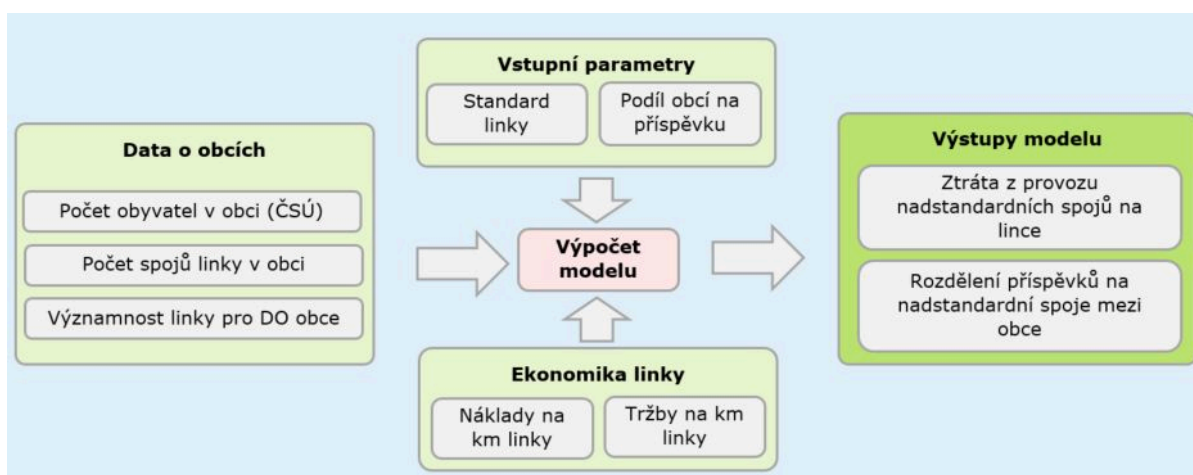 Data o obcích
Počet obyvatel v obci (ČSÚ)
Počet spojů linky v obci
Významnost linky pro DO obce
Vstupní parametry
Standard
linky
Podíl obcí na
příspěvku
Výpočet
modelu
Ekonomika linky
Náklady na
km linky
Tržby na km
linky
Výstupy modelu
Ztráta z provozu
nadstandardních spojů na
lince
Rozdělení příspěvků na
nadstandardní spoje mezi
obce